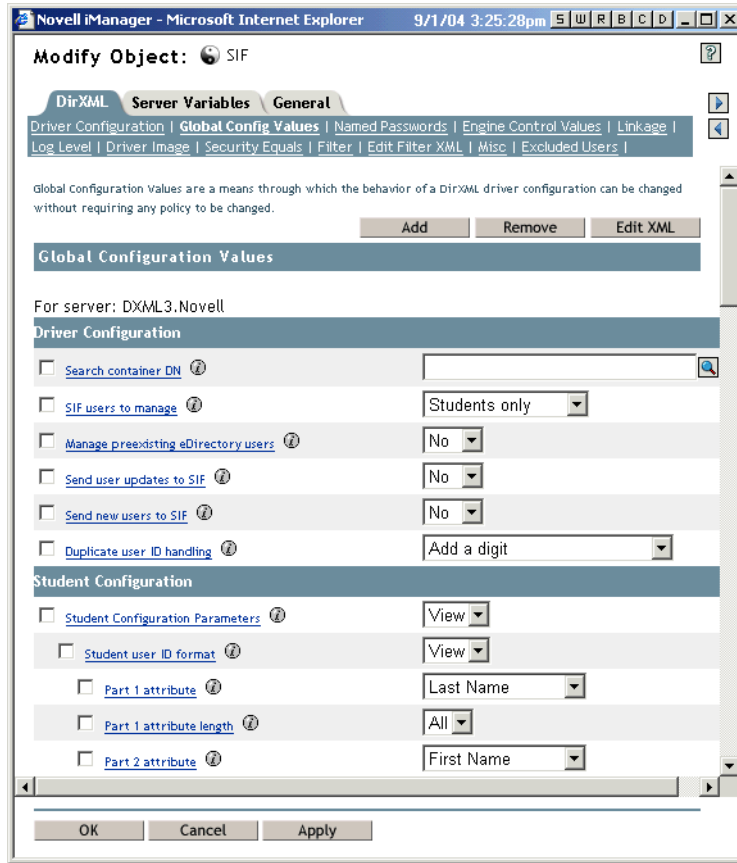 Novell iManager - Microsoft Internet Explorer 9/1/04 3:25:28pm S W R B C D
Modify Object: SIF ?
DirXML Server Variables General
Driver Configuration | Global Config Values | Named Passwords | Engine Control Values | Linkage |
Log Level | Driver Image | Security Equals | Filter | Edit Filter XML | Misc | Excluded Users |
Global Configuration Values are a means through which the behavior of a DirXML driver configuration can be changed
without requiring any policy to be changed.
Add Remove Edit XML
Global Configuration Values
For server: DXML3.Novell
Driver Configuration
Search container DN i
SIF users to manage i Students only
Manage preexisting eDirectory users i No
Send user updates to SIF i No
Send new users to SIF i No
Duplicate user ID handling i Add a digit
Student Configuration
Student Configuration Parameters i View
Student user ID format i View
Part 1 attribute i Last Name
Part 1 attribute length i All
Part 2 attribute i First Name
OK Cancel Apply